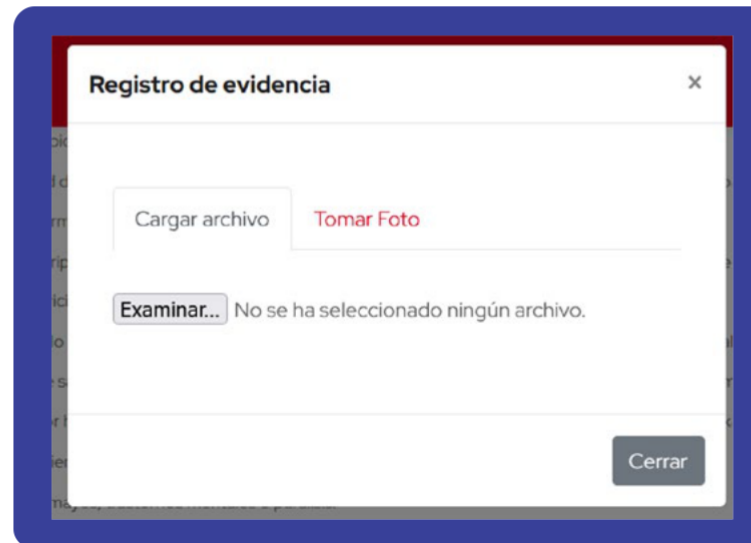 Registro de evidencia ×
Cargar archivo Tomar Foto
Examinar... No se ha seleccionado ningún archivo.
Cerrar